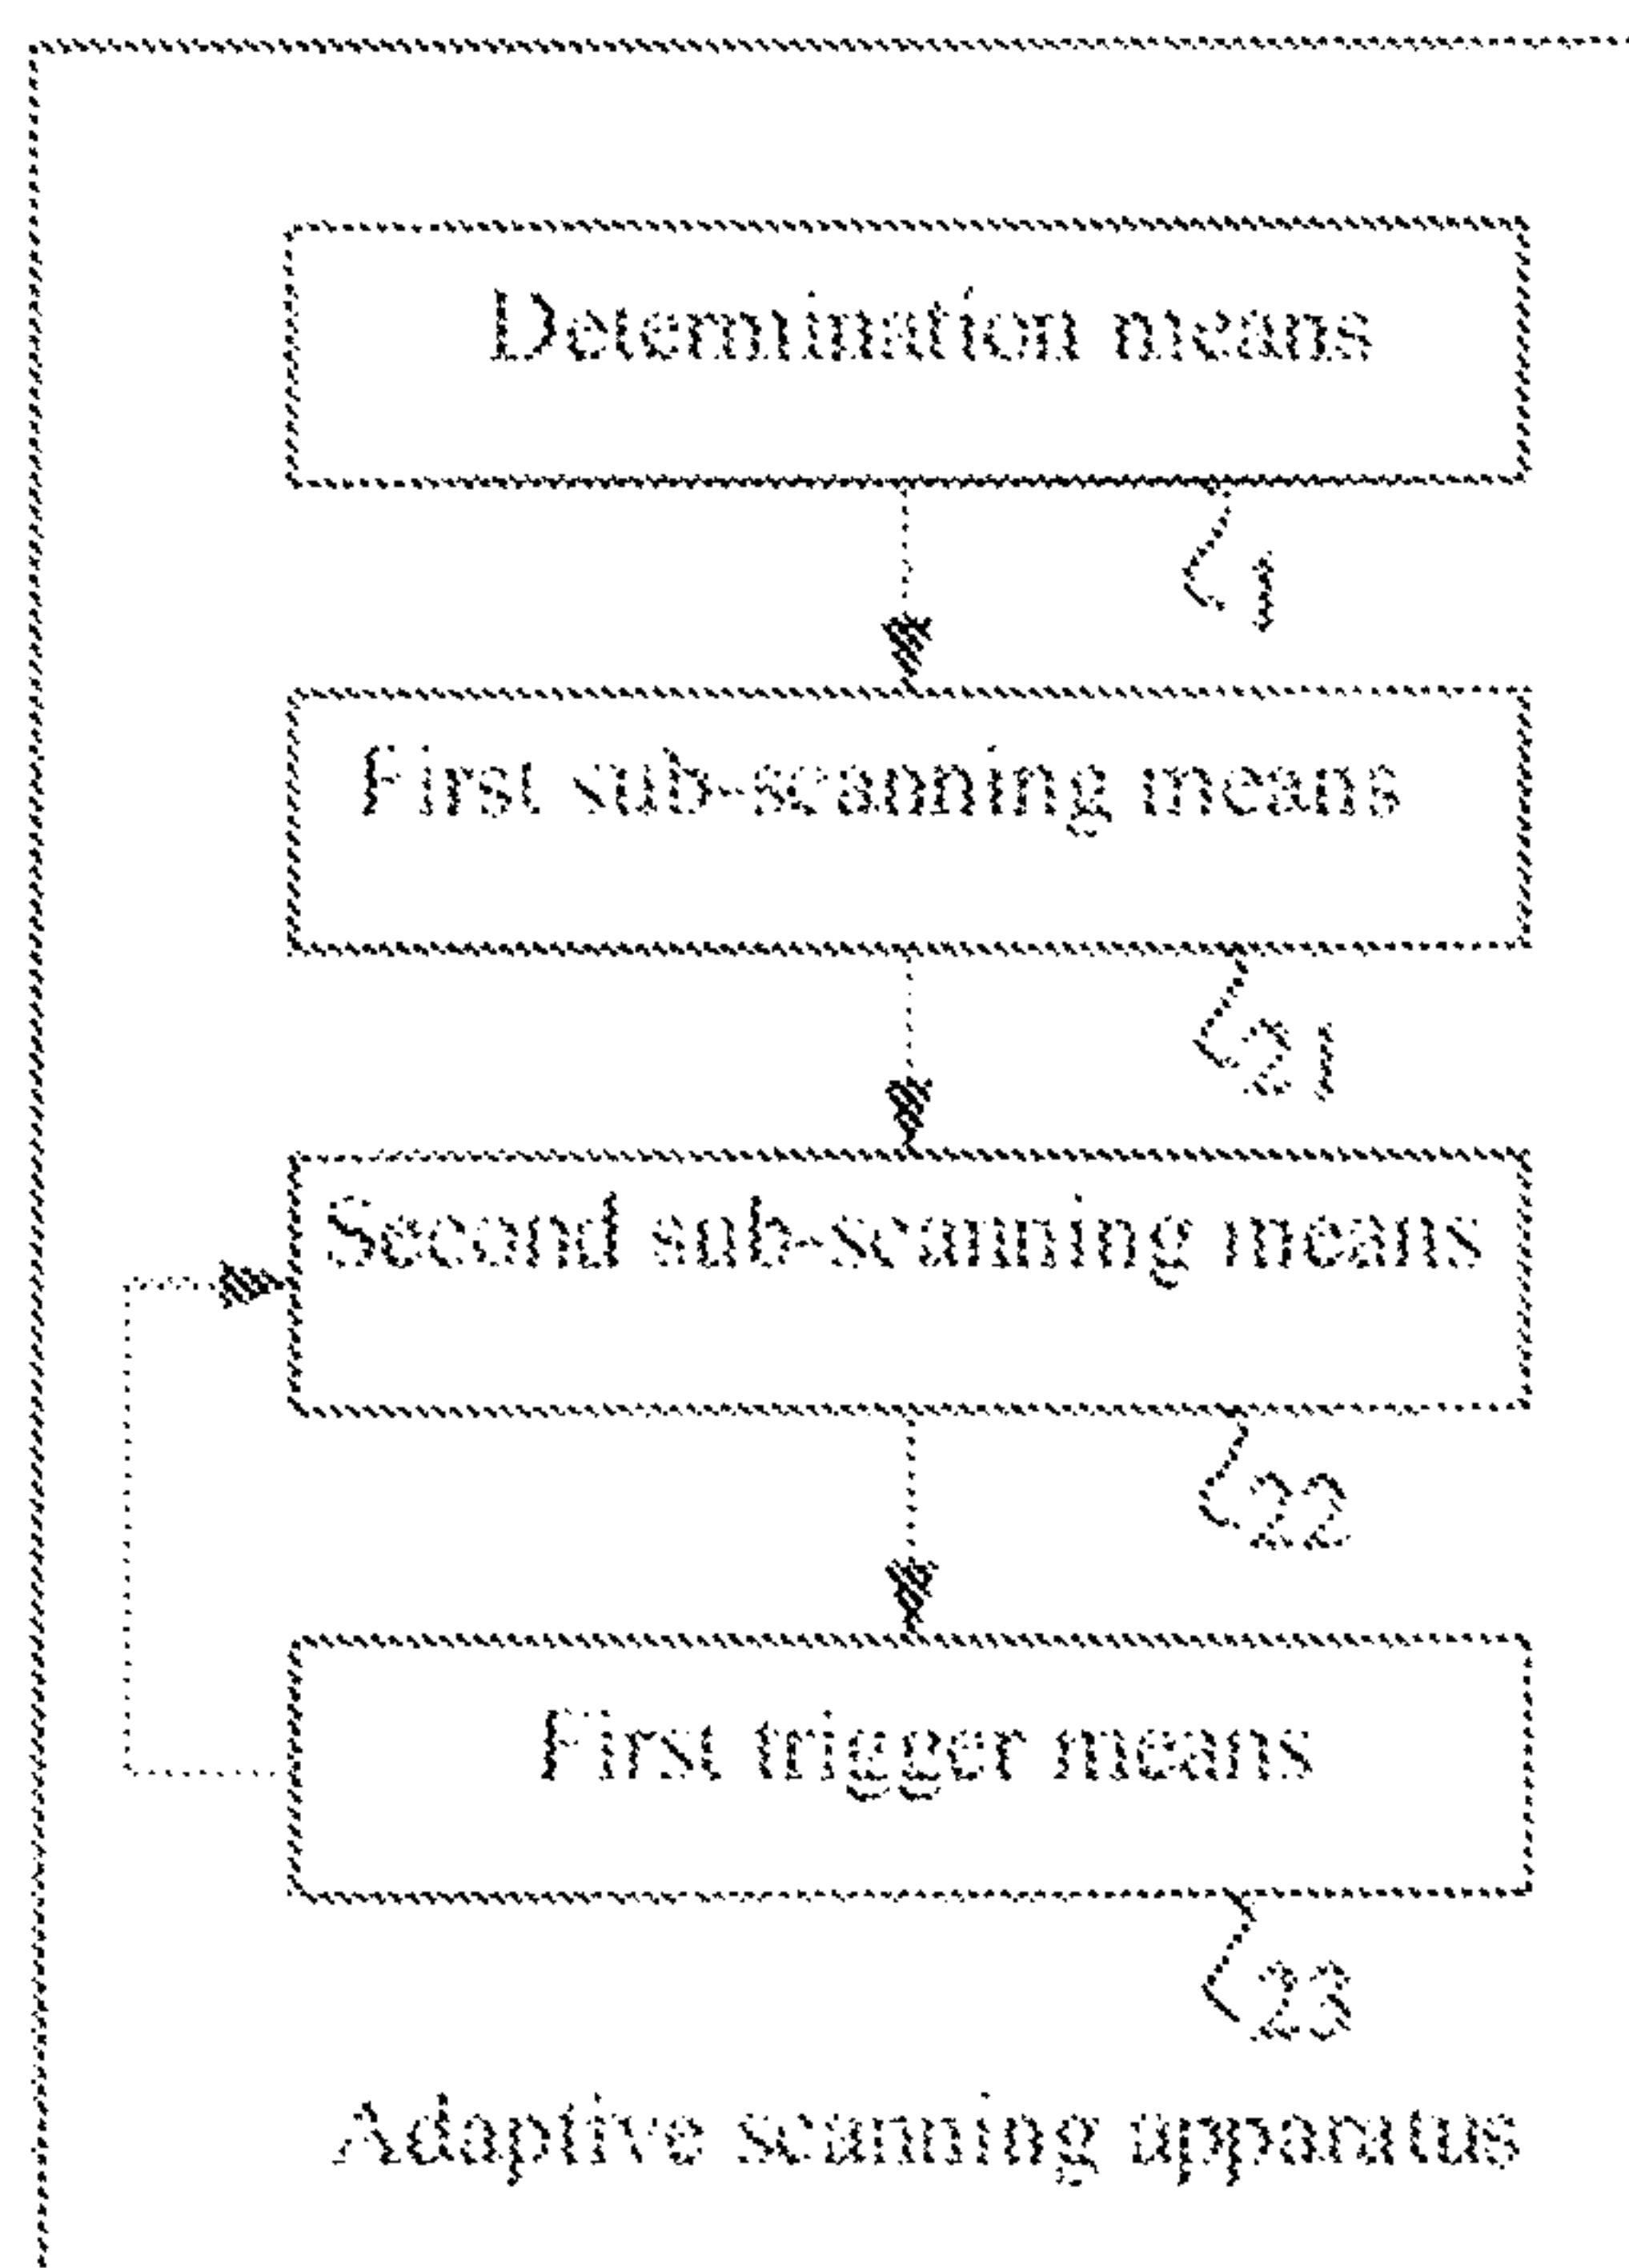 Determination means
1
First sub-scanning means
21
Second sub-scanning means
22
First trigger means
23
Adaptive scanning apparatus